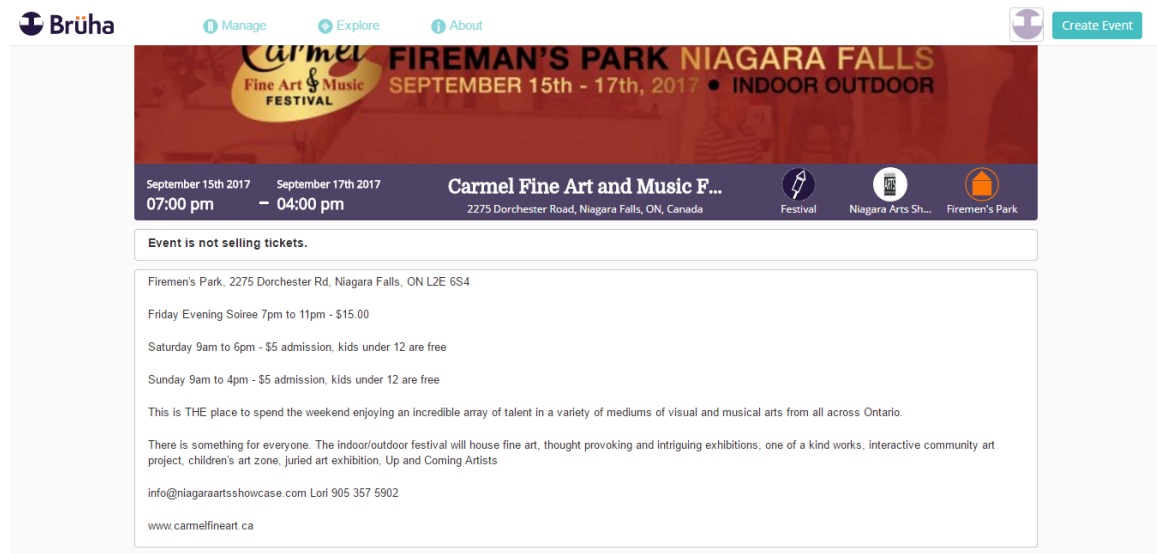 Brüha
Manage
Explore
About
Create Event
Carmel
Fine Art & Music
FESTIVAL
FIREMAN'S PARK NIAGARA FALLS
SEPTEMBER 15th - 17th, 2017 • INDOOR OUTDOOR
September 15th 2017
07:00 pm
–
September 17th 2017
04:00 pm
Carmel Fine Art and Music F...
2275 Dorchester Road, Niagara Falls, ON, Canada
Festival
Niagara Arts Sh...
Firemen's Park
Event is not selling tickets.
Firemen's Park, 2275 Dorchester Rd, Niagara Falls, ON L2E 6S4
Friday Evening Soiree 7pm to 11pm - $15.00
Saturday 9am to 6pm - $5 admission, kids under 12 are free
Sunday 9am to 4pm - $5 admission, kids under 12 are free
This is THE place to spend the weekend enjoying an incredible array of talent in a variety of mediums of visual and musical arts from all across Ontario.
There is something for everyone. The indoor/outdoor festival will house fine art, thought provoking and intriguing exhibitions, one of a kind works, interactive community art
project, children's art zone, juried art exhibition, Up and Coming Artists
info@niagaraartsshowcase.com Lori 905 357 5902
www.carmelfineart.ca